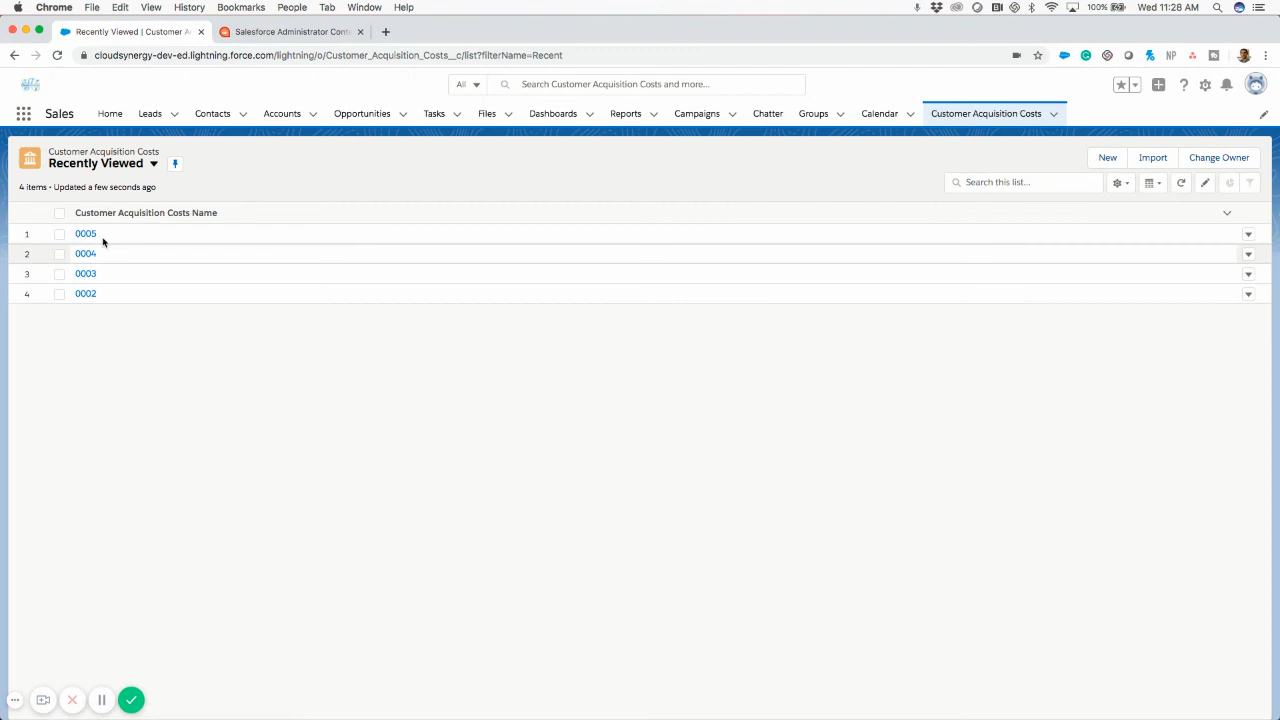 Chrome File Edit View History Bookmarks People Tab Window Help 100% Wed 11:28 AM
Recently Viewed | Customer Ac
Salesforce Administrator Conte
cloudsynergy-dev-ed.lightning.force.com/lightning/o/Customer_Acquisition_Costs__c/list?filterName=Recent
NP
All Search Customer Acquisition Costs and more...
Sales Home Leads Contacts Accounts Opportunities Tasks Files Dashboards Reports Campaigns Chatter Groups Calendar Customer Acquisition Costs
Customer Acquisition Costs
Recently Viewed
New Import Change Owner
4 items • Updated a few seconds ago
Search this list...
Customer Acquisition Costs Name
1 0005
2 0004
3 0003
4 0002